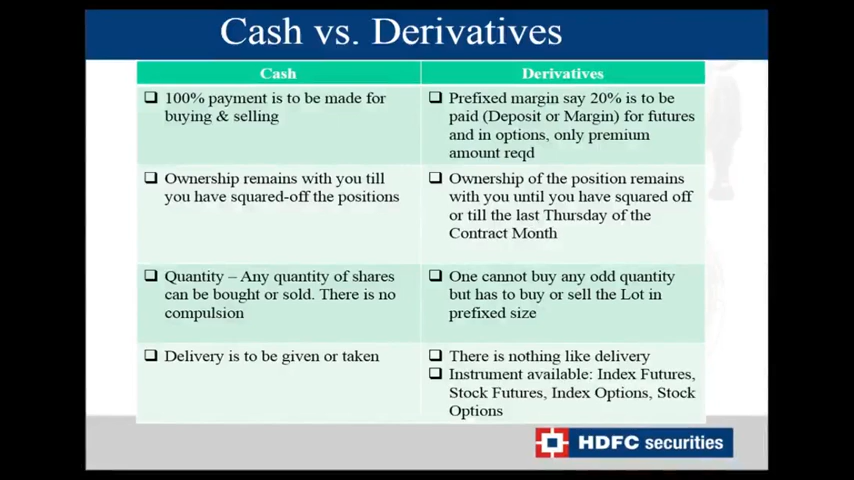 Cash vs. Derivatives
Cash
Derivatives
❑ 100% payment is to be made for
buying & selling
❑ Prefixed margin say 20% is to be
paid (Deposit or Margin) for futures
and in options, only premium
amount reqd
❑ Ownership remains with you till
you have squared-off the positions
❑ Ownership of the position remains
with you until you have squared off
or till the last Thursday of the
Contract Month
❑ Quantity – Any quantity of shares
can be bought or sold. There is no
compulsion
❑ One cannot buy any odd quantity
but has to buy or sell the Lot in
prefixed size
❑ Delivery is to be given or taken
❑ There is nothing like delivery
❑ Instrument available: Index Futures,
Stock Futures, Index Options, Stock
Options
HDFC securities